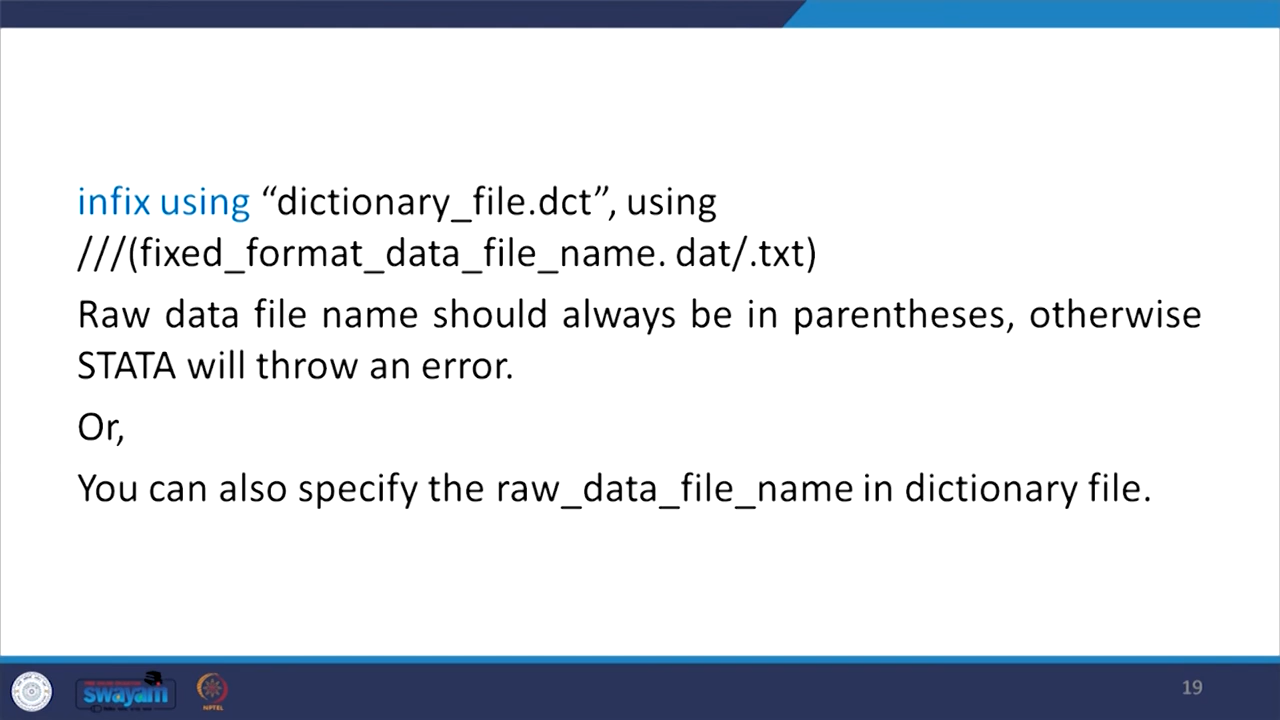 infix using “dictionary_file.dct”, using
///(fixed_format_data_file_name. dat/.txt)
Raw data file name should always be in parentheses, otherwise
STATA will throw an error.
Or,
You can also specify the raw_data_file_name in dictionary file.
swayam
NPTEL
19